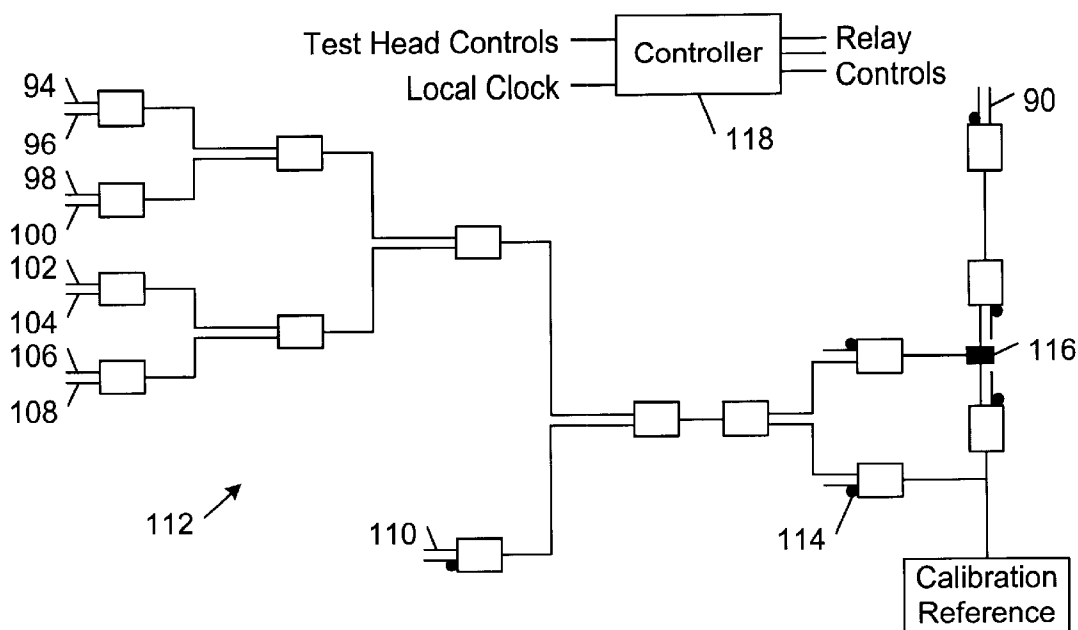 Test Head Controls
Local Clock
Controller
Relay
Controls
118
90
94
96
98
100
102
104
106
108
116
112
110
114
Calibration
Reference